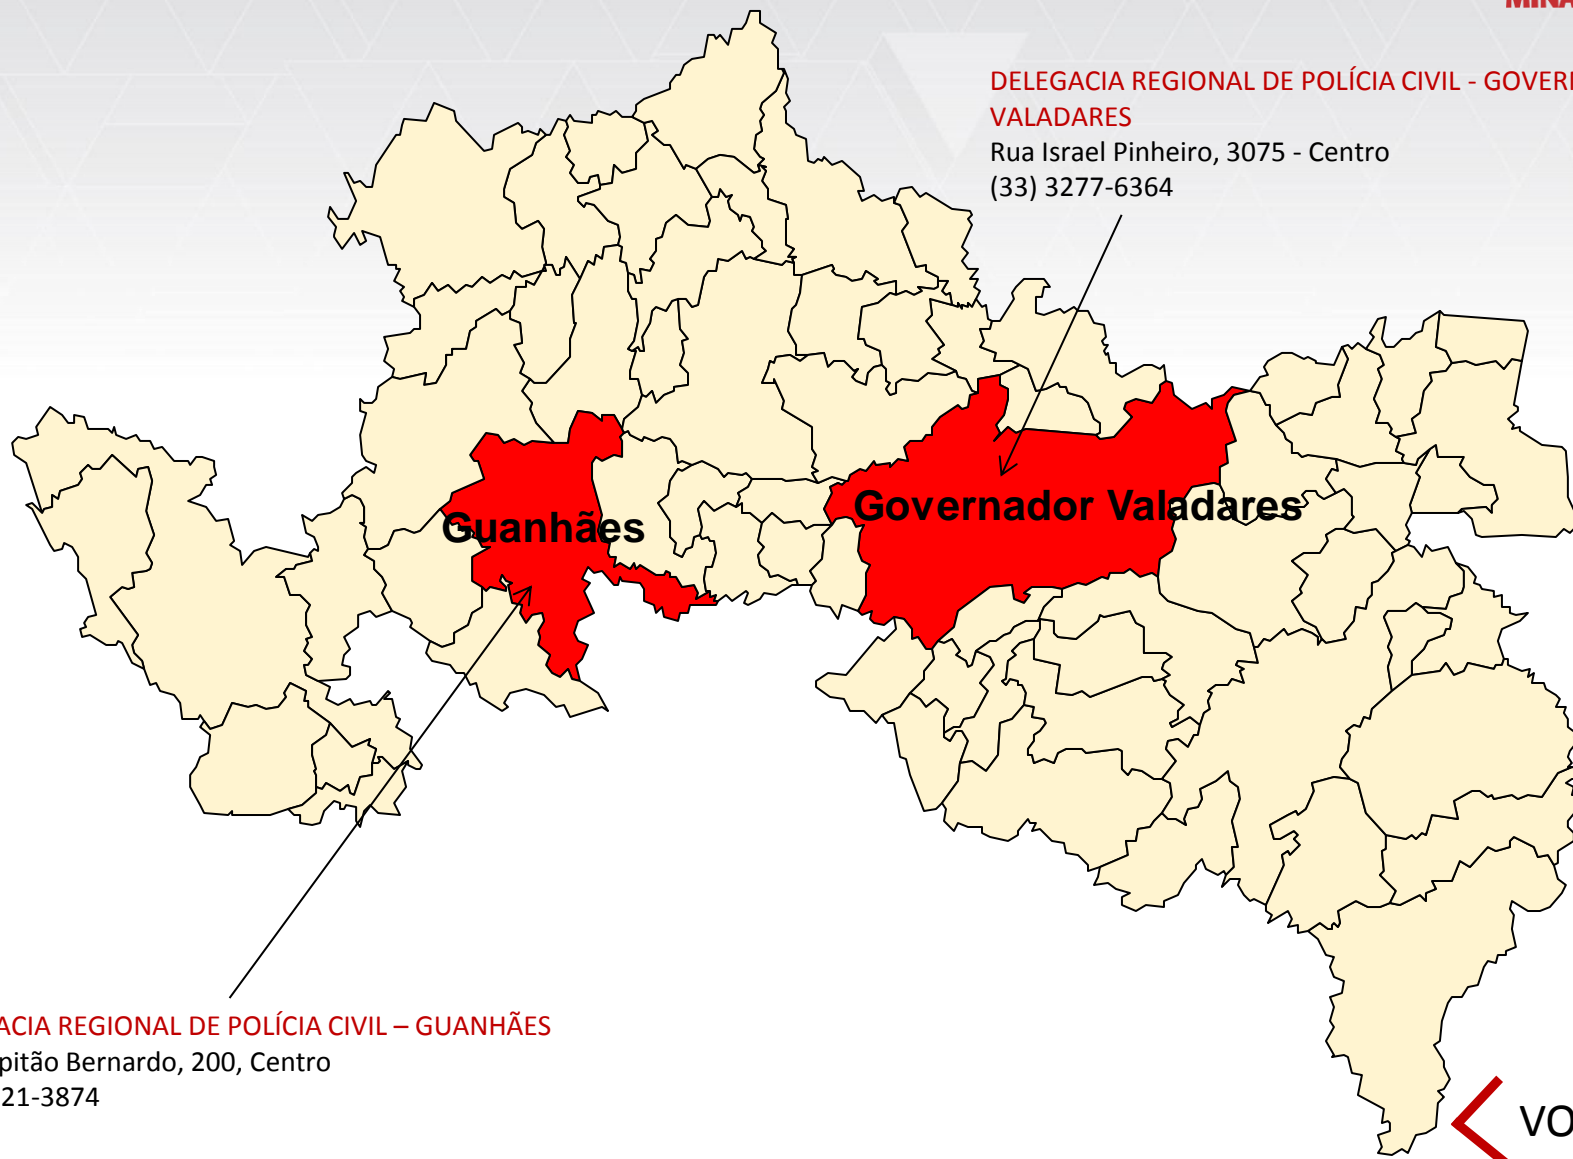 MINA
DELEGACIA REGIONAL DE POLÍCIA CIVIL - GOVER
VALADARES
Rua Israel Pinheiro, 3075 - Centro
(33) 3277-6364
Guanhães
Governador Valadares
ACIA REGIONAL DE POLÍCIA CIVIL – GUANHÃES
pitão Bernardo, 200, Centro
21-3874
VO